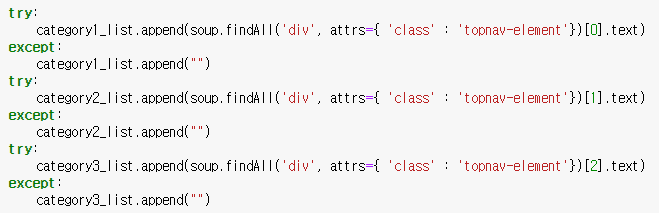 try:
    category1_list.append(soup.findAll('div', attrs={ 'class' : 'topnav-element'})[0].text)
except:
    category1_list.append("")
try:
    category2_list.append(soup.findAll('div', attrs={ 'class' : 'topnav-element'})[1].text)
except:
    category2_list.append("")
try:
    category3_list.append(soup.findAll('div', attrs={ 'class' : 'topnav-element'})[2].text)
except:
    category3_list.append("")